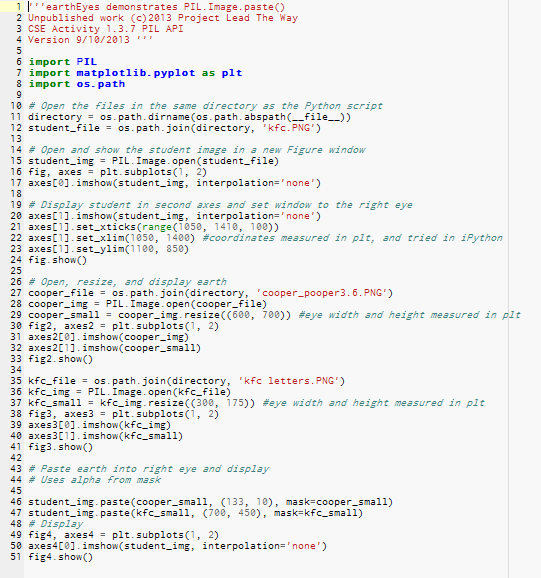 1 '''earthEyes demonstrates PIL.Image.paste()
2 Unpublished work (c)2013 Project Lead The Way
3 CSE Activity 1.3.7 PIL API
4 Version 9/10/2013 '''
5
6 import PIL
7 import matplotlib.pyplot as plt
8 import os.path
9
10 # Open the files in the same directory as the Python script
11 directory = os.path.dirname(os.path.abspath(__file__))
12 student_file = os.path.join(directory, 'kfc.PNG')
13
14 # Open and show the student image in a new Figure window
15 student_img = PIL.Image.open(student_file)
16 fig, axes = plt.subplots(1, 2)
17 axes[0].imshow(student_img, interpolation='none')
18
19 # Display student in second axes and set window to the right eye
20 axes[1].imshow(student_img, interpolation='none')
21 axes[1].set_xticks(range(1050, 1410, 100))
22 axes[1].set_xlim(1050, 1400) #coordinates measured in plt, and tried in iPython
23 axes[1].set_ylim(1100, 850)
24 fig.show()
25
26 # Open, resize, and display earth
27 cooper_file = os.path.join(directory, 'cooper_pooper3.6.PNG')
28 cooper_img = PIL.Image.open(cooper_file)
29 cooper_small = cooper_img.resize((600, 700)) #eye width and height measured in plt
30 fig2, axes2 = plt.subplots(1, 2)
31 axes2[0].imshow(cooper_img)
32 axes2[1].imshow(cooper_small)
33 fig2.show()
34
35 kfc_file = os.path.join(directory, 'kfc letters.PNG')
36 kfc_img = PIL.Image.open(kfc_file)
37 kfc_small = kfc_img.resize((300, 175)) #eye width and height measured in plt
38 fig3, axes3 = plt.subplots(1, 2)
39 axes3[0].imshow(kfc_img)
40 axes3[1].imshow(kfc_small)
41 fig3.show()
42
43 # Paste earth into right eye and display
44 # Uses alpha from mask
45
46 student_img.paste(cooper_small, (133, 10), mask=cooper_small)
47 student_img.paste(kfc_small, (700, 450), mask=kfc_small)
48 # Display
49 fig4, axes4 = plt.subplots(1, 2)
50 axes4[0].imshow(student_img, interpolation='none')
51 fig4.show()